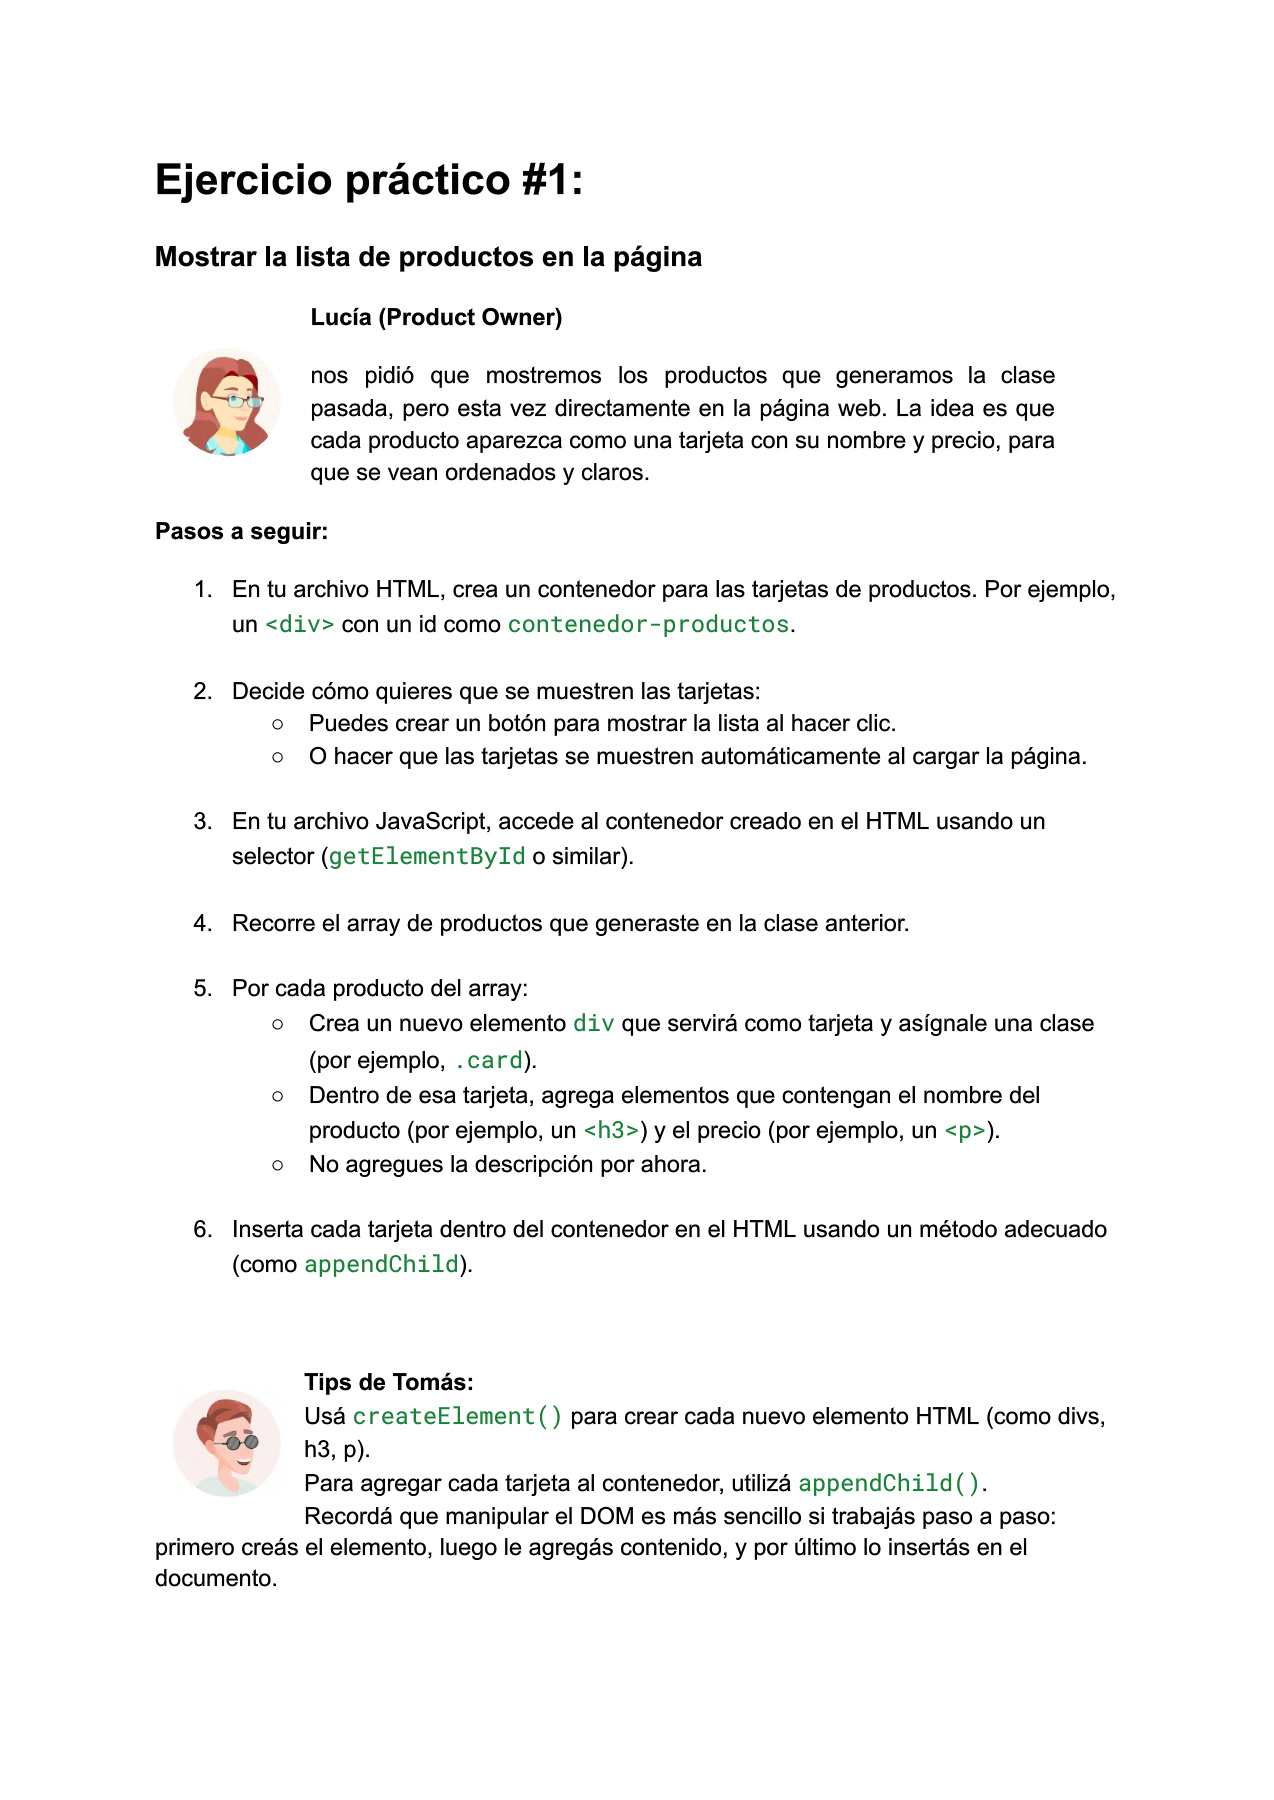 Ejercicio práctico #1:
Mostrar la lista de productos en la página
Lucía (Product Owner)
nos pidió que mostremos los productos que generamos la clase
pasada, pero esta vez directamente en la página web. La idea es que
cada producto aparezca como una tarjeta con su nombre y precio, para
que se vean ordenados y claros.
Pasos a seguir:
1. En tu archivo HTML, crea un contenedor para las tarjetas de productos. Por ejemplo,
un <div> con un id como contenedor-productos.
2. Decide cómo quieres que se muestren las tarjetas:
○ Puedes crear un botón para mostrar la lista al hacer clic.
○ O hacer que las tarjetas se muestren automáticamente al cargar la página.
3. En tu archivo JavaScript, accede al contenedor creado en el HTML usando un
selector (getElementById o similar).
4. Recorre el array de productos que generaste en la clase anterior.
5. Por cada producto del array:
○ Crea un nuevo elemento div que servirá como tarjeta y asígnale una clase
(por ejemplo, .card).
○ Dentro de esa tarjeta, agrega elementos que contengan el nombre del
producto (por ejemplo, un <h3>) y el precio (por ejemplo, un <p>).
○ No agregues la descripción por ahora.
6. Inserta cada tarjeta dentro del contenedor en el HTML usando un método adecuado
(como appendChild).
Tips de Tomás:
Usá createElement() para crear cada nuevo elemento HTML (como divs,
h3, p).
Para agregar cada tarjeta al contenedor, utilizá appendChild().
Recordá que manipular el DOM es más sencillo si trabajás paso a paso:
primero creás el elemento, luego le agregás contenido, y por último lo insertás en el
documento.